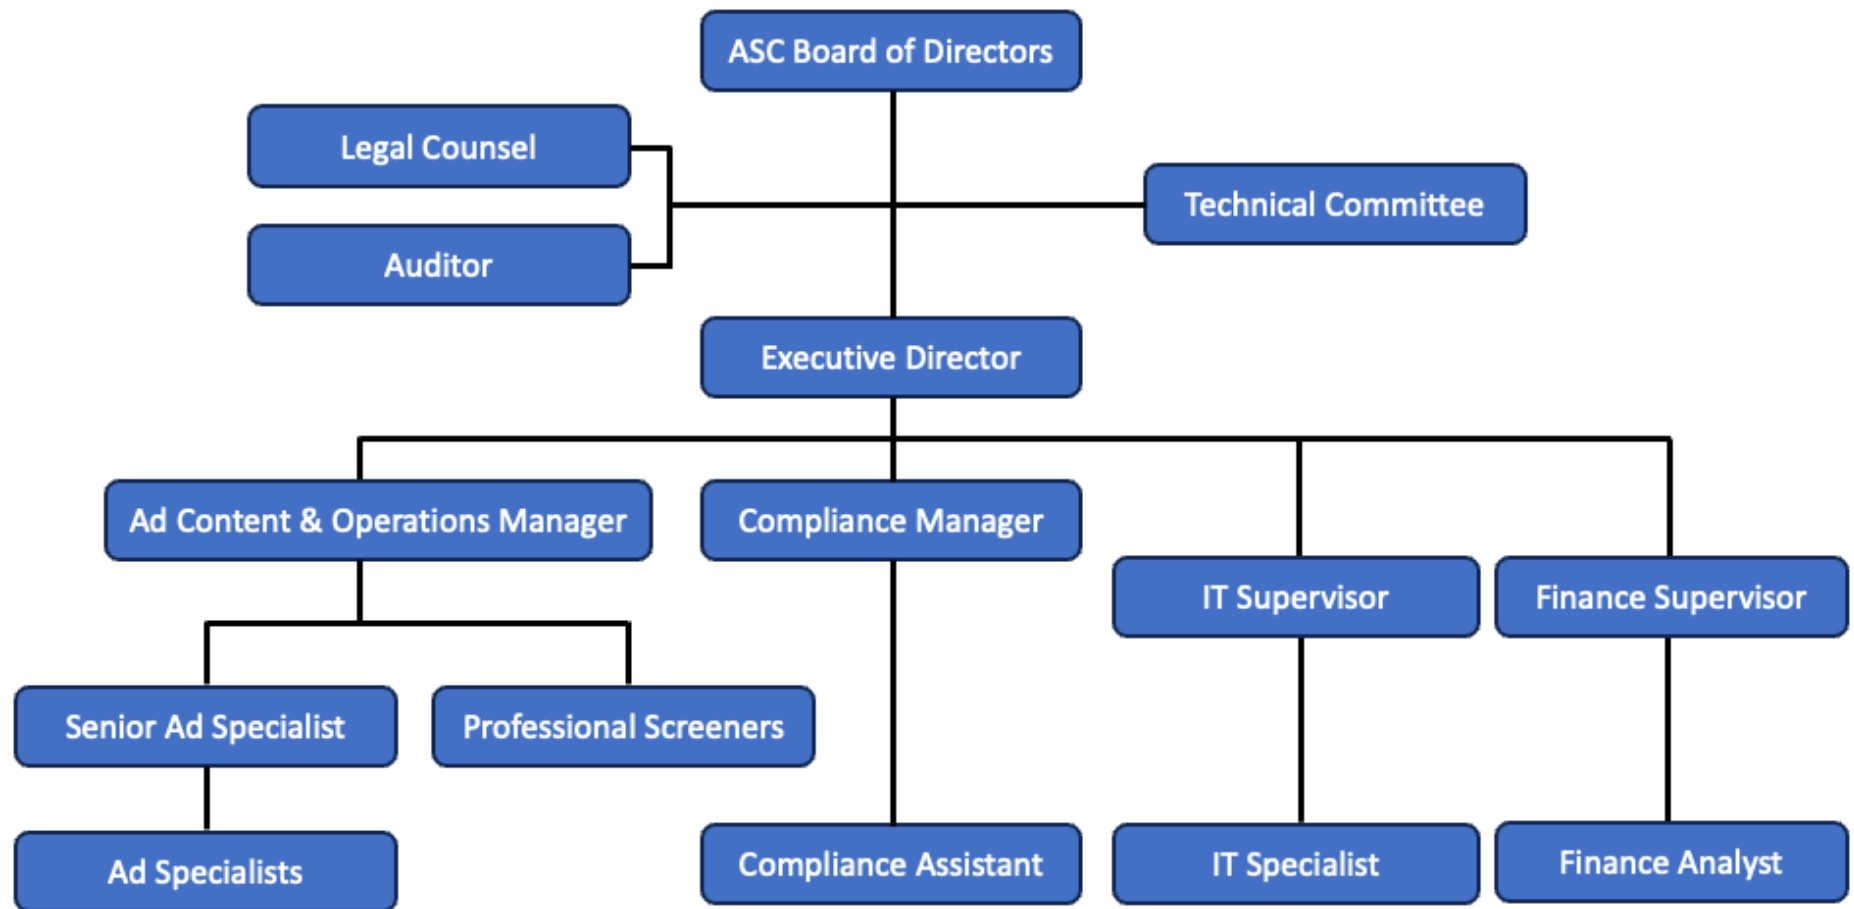 ASC Board of Directors
Legal Counsel
Technical Committee
Auditor
Executive Director
Ad Content & Operations Manager
Compliance Manager
IT Supervisor
Finance Supervisor
Senior Ad Specialist
Professional Screeners
Ad Specialists
Compliance Assistant
IT Specialist
Finance Analyst